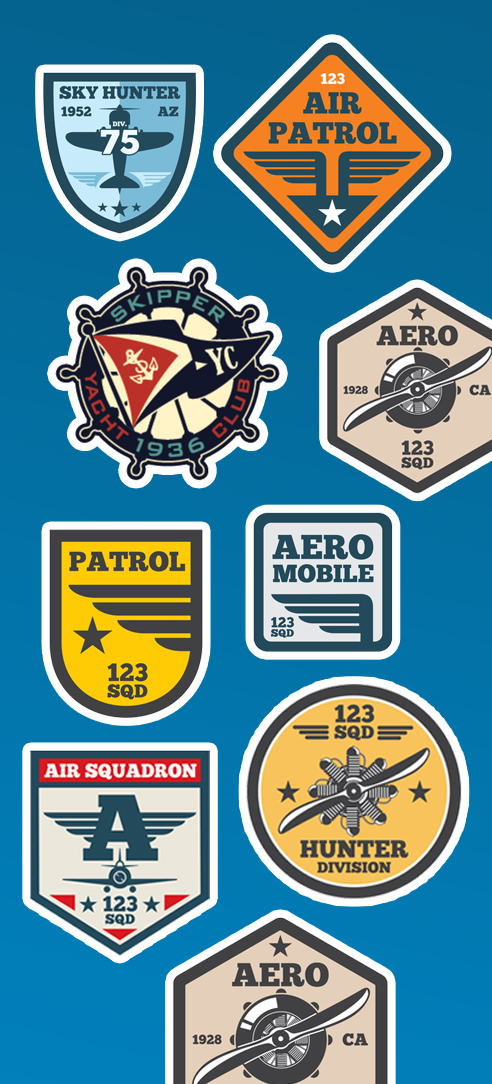 SKY HUNTER
1952 AZ
DIV.
75
123
AIR
PATROL
SKIPPER
YC
YACHT CLUB
1936
AERO
1928 CA
123
SQD
PATROL
123
SQD
AERO
MOBILE
123
SQD
123
SQD
HUNTER
DIVISION
AIR SQUADRON
A
123
SQD
AERO
1928 CA